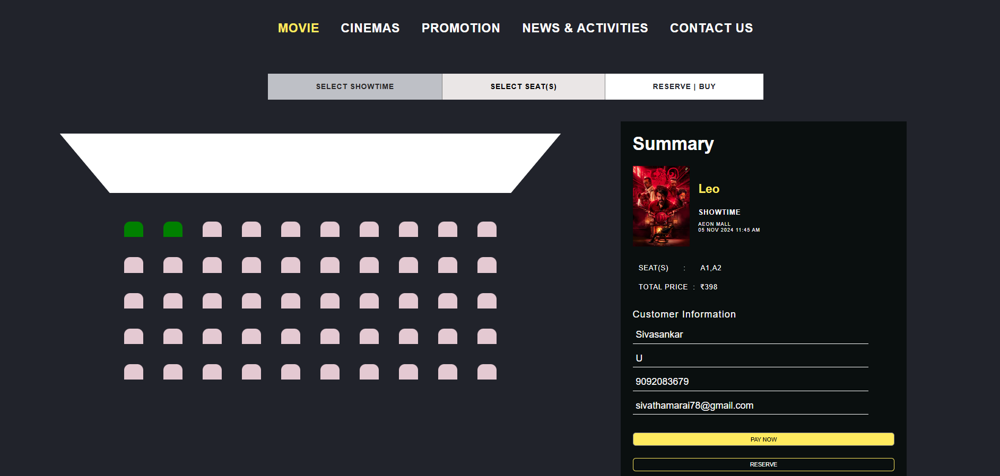 MOVIE CINEMAS PROMOTION NEWS & ACTIVITIES CONTACT US
SELECT SHOWTIME SELECT SEAT(S) RESERVE | BUY
Summary
Leo
SHOWTIME
AEON MALL
05 NOV 2024 11:45 AM
SEAT(S) : A1,A2
TOTAL PRICE : ₹398
Customer Information
Sivasankar
U
9092083679
sivathamarai78@gmail.com
PAY NOW
RESERVE